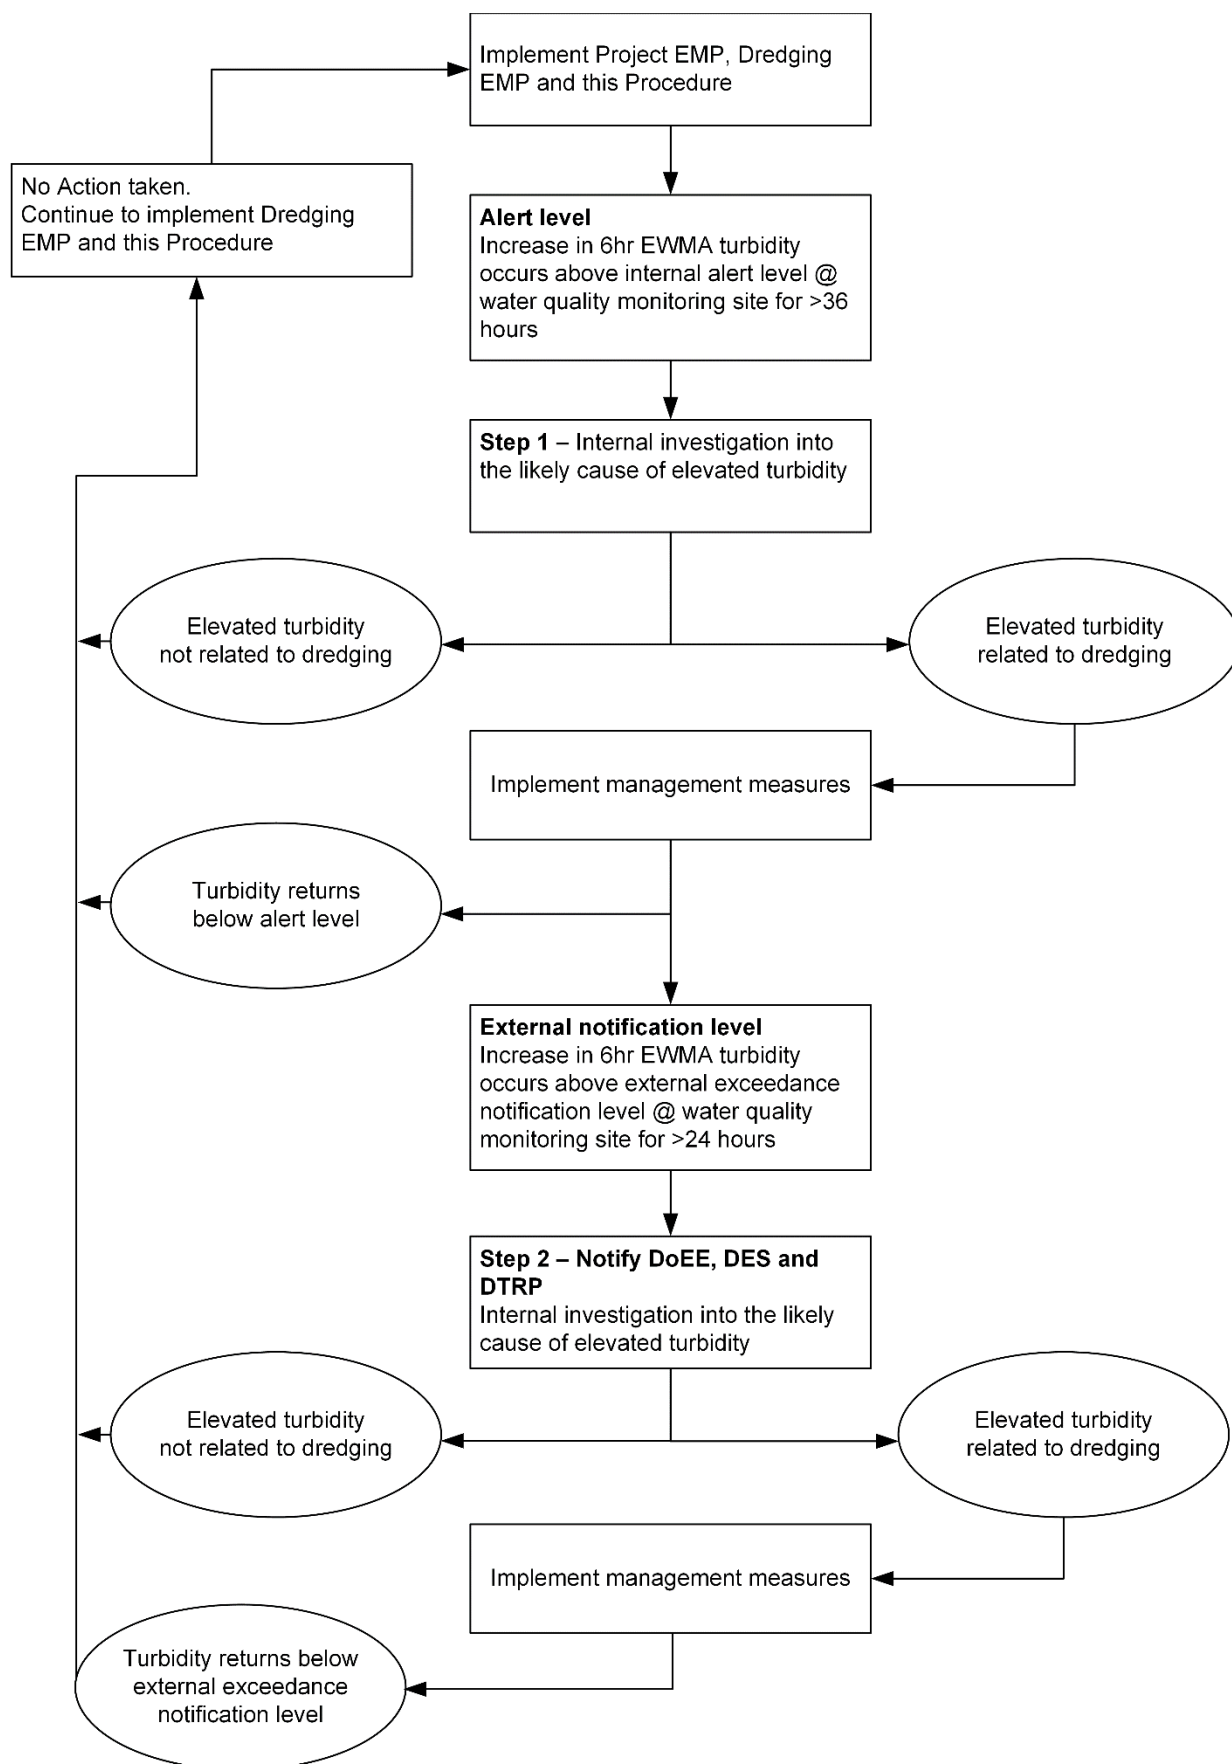 Implement Project EMP, Dredging
EMP and this Procedure
No Action taken.
Continue to implement Dredging
EMP and this Procedure
Alert level
Increase in 6hr EWMA turbidity
occurs above internal alert level @
water quality monitoring site for >36
hours
Step 1 – Internal investigation into
the likely cause of elevated turbidity
Elevated turbidity
not related to dredging
Elevated turbidity
related to dredging
Implement management measures
Turbidity returns
below alert level
External notification level
Increase in 6hr EWMA turbidity
occurs above external exceedance
notification level @ water quality
monitoring site for >24 hours
Step 2 – Notify DoEE, DES and
DTRP
Internal investigation into the likely
cause of elevated turbidity
Elevated turbidity
not related to dredging
Elevated turbidity
related to dredging
Implement management measures
Turbidity returns below
external exceedance
notification level